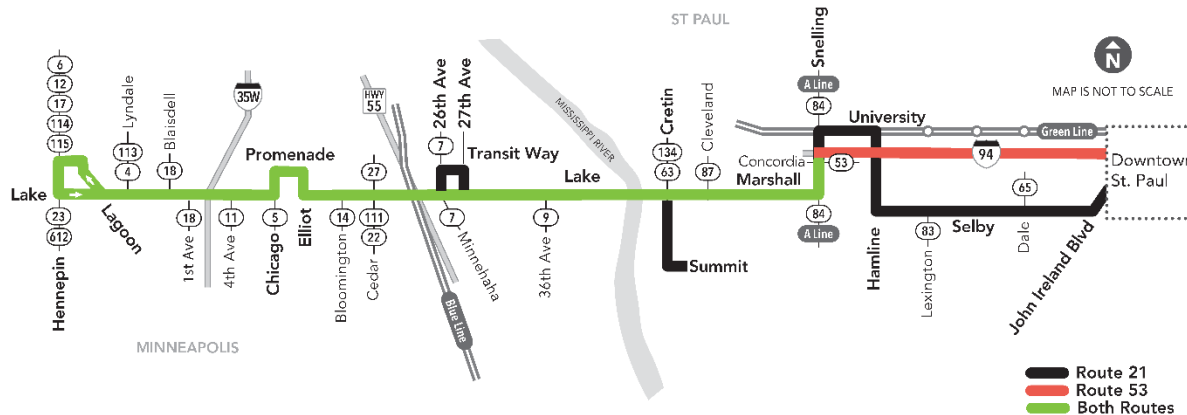 ST PAUL
MINNEAPOLIS
MISSISSIPPI RIVER
N
MAP IS NOT TO SCALE
6
12
17
114
115
Lake
23
612
Hennepin
Lagoon
113
4
Lyndale
18
Blaisdell
35W
18
1st Ave
11
4th Ave
Promenade
5
Chicago
Elliot
14
Bloomington
HWY
55
27
111
22
Cedar
Blue Line
26th Ave
27th Ave
7
Transit Way
7
Minnehaha
Lake
9
36th Ave
Cretin
134
63
Summit
Cleveland
87
Snelling
A Line
84
Concordia
53
Marshall
84
A Line
University
Green Line
94
Hamline
83
Lexington
Selby
65
Dale
John Ireland Blvd
Downtown
St. Paul
Route 21
Route 53
Both Routes